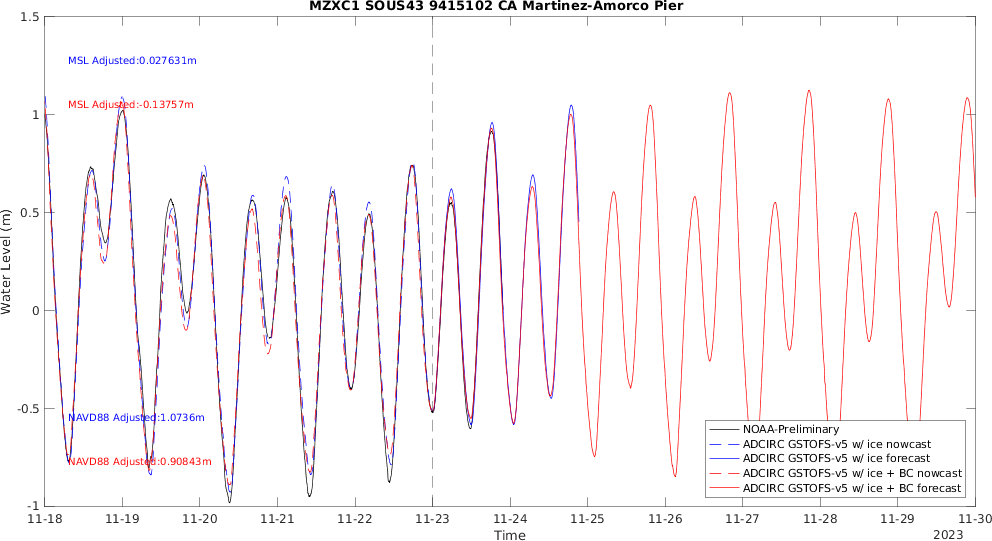 MZXC1 SOUS43 9415102 CA Martinez-Amorco Pier
1.5
1
0.5
0
-0.5
-1
Water Level (m)
MSL Adjusted:0.027631m
MSL Adjusted:-0.13757m
NAVD88 Adjusted:1.0736m
NAVD88 Adjusted:0.90843m
NOAA-Preliminary
ADCIRC GSTOFS-v5 w/ ice nowcast
ADCIRC GSTOFS-v5 w/ ice forecast
ADCIRC GSTOFS-v5 w/ ice + BC nowcast
ADCIRC GSTOFS-v5 w/ ice + BC forecast
11-18 11-19 11-20 11-21 11-22 11-23 11-24 11-25 11-26 11-27 11-28 11-29 11-30
Time
2023